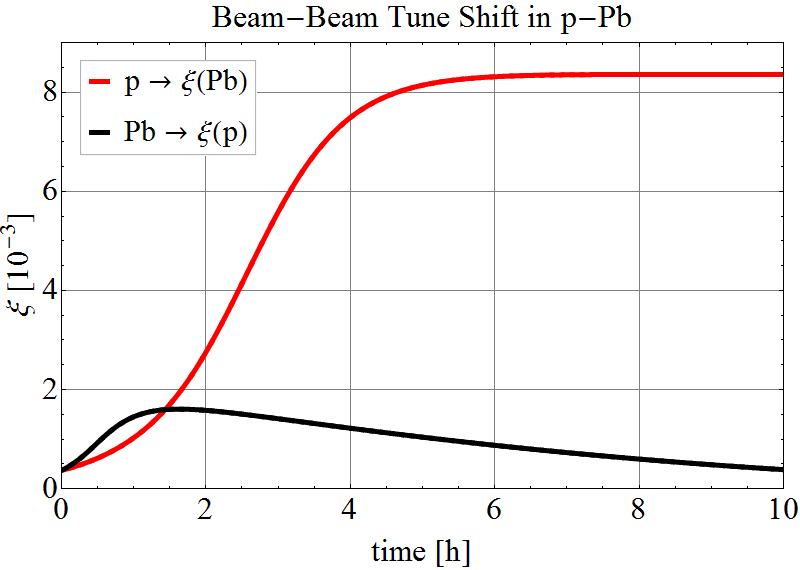 Beam−Beam Tune Shift in p−Pb
p → ξ(Pb)
Pb → ξ(p)
8
6
4
2
0
ξ [10⁻³]
0 2 4 6 8 10
time [h]